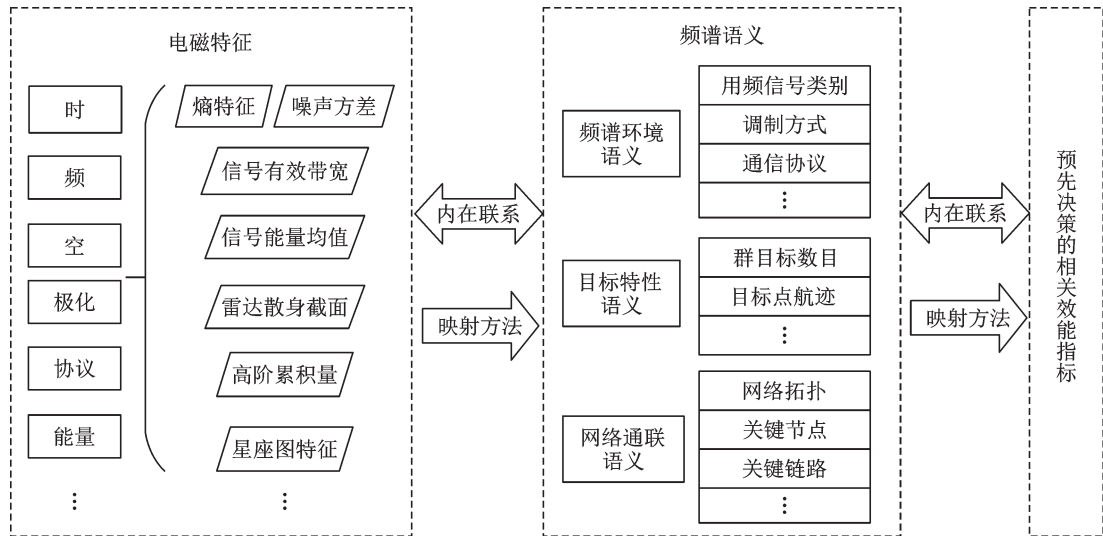 电磁特征
时
频
空
极化
协议
能量
⋮
熵特征
噪声方差
信号有效带宽
信号能量均值
雷达散身截面
高阶累积量
星座图特征
⋮
内在联系
映射方法
频谱语义
频谱环境
语义
用频信号类别
调制方式
通信协议
⋮
目标特性
语义
群目标数目
目标点航迹
⋮
网络通联
语义
网络拓扑
关键节点
关键链路
⋮
内在联系
映射方法
预先决策的相关效能指标